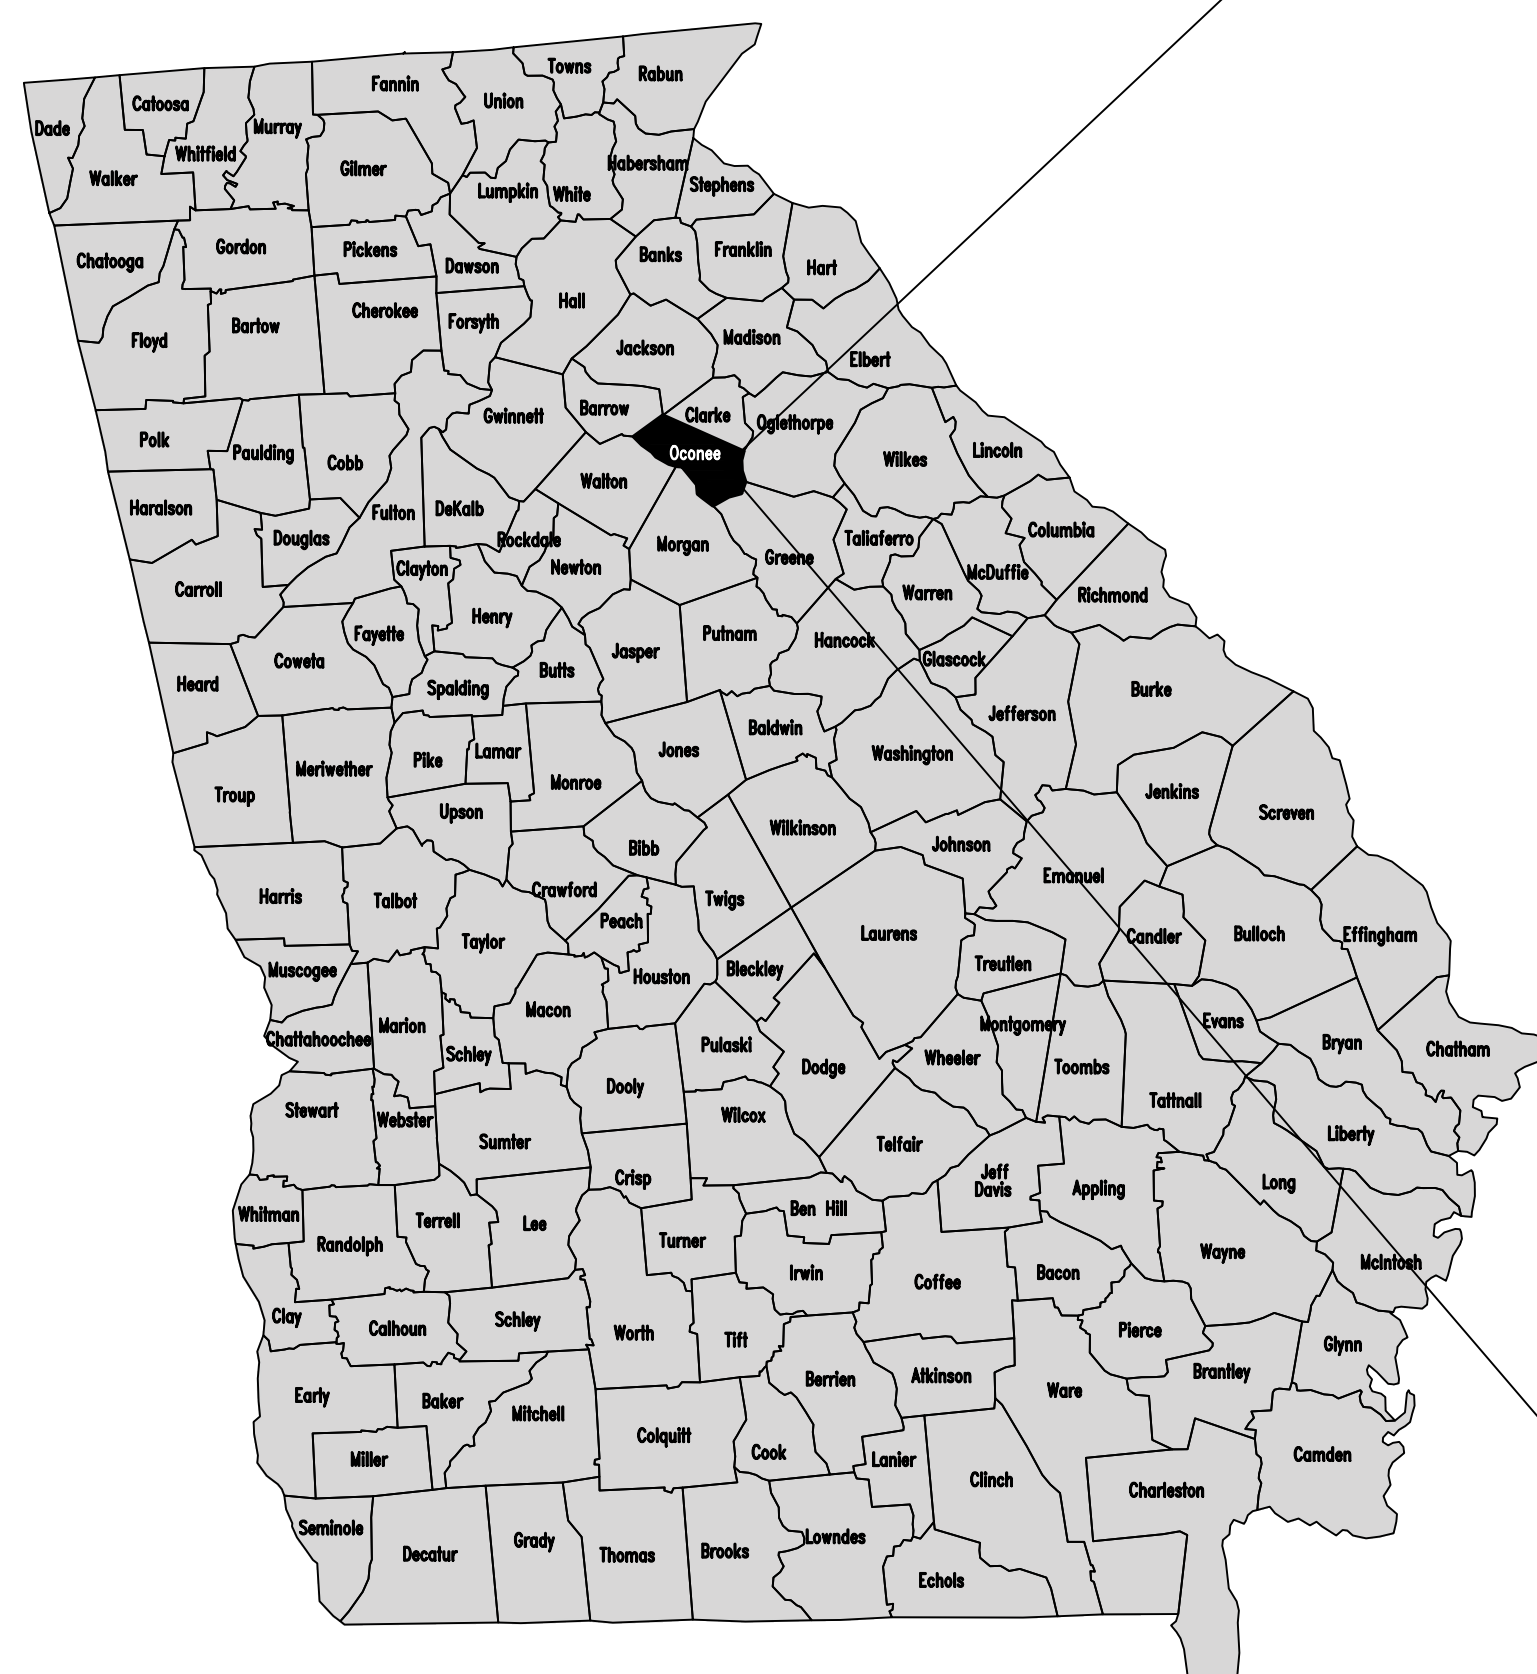 Towns
Rabun
Fannin
Union
Catoosa
Dade
Murray
Whitfield
Habersham
Gilmer
Walker
Stephens
Lumpkin
White
Gordon
Pickens
Franklin
Banks
Chatooga
Dawson
Hart
Hall
Cherokee
Forsyth
Bartow
Floyd
Madison
Jackson
Elbert
Barrow
Clarke
Gwinnett
Oglethorpe
Polk
Paulding
Oconee
Lincoln
Cobb
Wilkes
Walton
Haralson
DeKalb
Fulton
Columbia
Douglas
Rockdale
Taliaferro
Morgan
Greene
Clayton
Newton
McDuffie
Carroll
Warren
Richmond
Henry
Fayette
Putnam
Hancock
Jasper
Coweta
Glascock
Butts
Heard
Spalding
Burke
Jefferson
Baldwin
Jones
Lamar
Washington
Pike
Meriwether
Monroe
Jenkins
Troup
Upson
Screven
Wilkinson
Johnson
Bibb
Emanuel
Crawford
Harris
Talbot
Twigs
Peach
Laurens
Bulloch
Effingham
Candler
Taylor
Treutlen
Bleckley
Muscogee
Houston
Macon
Evans
Marion
Montgomery
Chattahoochee
Bryan
Pulaski
Chatham
Schley
Wheeler
Dodge
Toombs
Dooly
Tattnall
Stewart
Wilcox
Webster
Liberty
Sumter
Telfair
Jeff
Davis
Crisp
Long
Appling
Ben Hill
Whitman
Terrell
Lee
Turner
Randolph
Wayne
McIntosh
Irwin
Bacon
Coffee
Clay
Schley
Calhoun
Pierce
Worth
Tift
Glynn
Brantley
Atkinson
Berrien
Ware
Early
Baker
Mitchell
Colquitt
Cook
Camden
Miller
Lanier
Clinch
Charleston
Seminole
Lowndes
Grady
Brooks
Decatur
Thomas
Echols